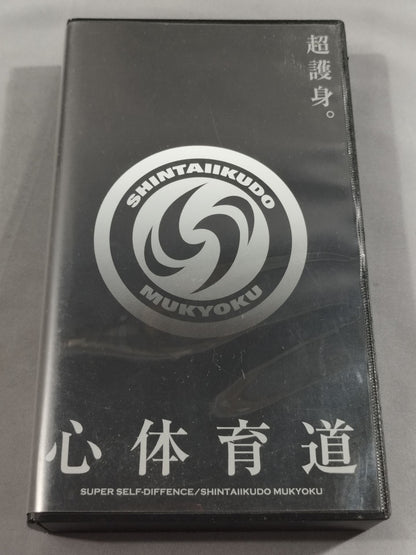 超護身。
SHINTAIIKUDO
MUKYOKU
心体育道
SUPER SELF-DIFFENCE/SHINTAIIKUDO MUKYOKU